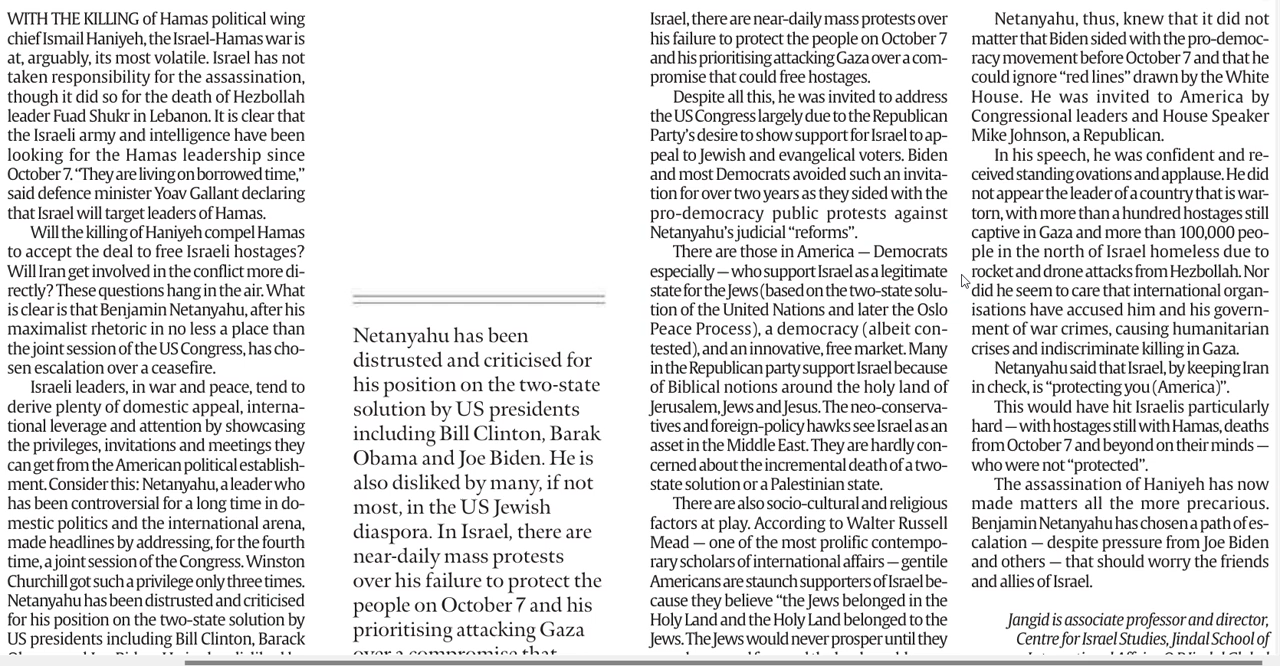 WITH THE KILLING of Hamas political wing
chief Ismail Haniyeh, the Israel-Hamas war is
at, arguably, its most volatile. Israel has not
taken responsibility for the assassination,
though it did so for the death of Hezbollah
leader Fuad Shukr in Lebanon. It is clear that
the Israeli army and intelligence have been
looking for the Hamas leadership since
October 7. “They are living on borrowed time,”
said defence minister Yoav Gallant declaring
that Israel will target leaders of Hamas.
Will the killing of Haniyeh compel Hamas
to accept the deal to free Israeli hostages?
Will Iran get involved in the conflict more di-
rectly? These questions hang in the air. What
is clear is that Benjamin Netanyahu, after his
maximalist rhetoric in no less a place than
the joint session of the US Congress, has cho-
sen escalation over a ceasefire.
Israeli leaders, in war and peace, tend to
derive plenty of domestic appeal, interna-
tional leverage and attention by showcasing
the privileges, invitations and meetings they
can get from the American political establish-
ment. Consider this: Netanyahu, a leader who
has been controversial for a long time in do-
mestic politics and the international arena,
made headlines by addressing, for the fourth
time, a joint session of the Congress. Winston
Churchill got such a privilege only three times.
Netanyahu has been distrusted and criticised
for his position on the two-state solution by
US presidents including Bill Clinton, Barack
Netanyahu has been
distrusted and criticised for
his position on the two-state
solution by US presidents
including Bill Clinton, Barak
Obama and Joe Biden. He is
also disliked by many, if not
most, in the US Jewish
diaspora. In Israel, there are
near-daily mass protests
over his failure to protect the
people on October 7 and his
prioritising attacking Gaza
over a compromise that
Israel, there are near-daily mass protests over
his failure to protect the people on October 7
and his prioritising attacking Gaza over a com-
promise that could free hostages.
Despite all this, he was invited to address
the US Congress largely due to the Republican
Party’s desire to show support for Israel to ap-
peal to Jewish and evangelical voters. Biden
and most Democrats avoided such an invita-
tion for over two years as they sided with the
pro-democracy public protests against
Netanyahu’s judicial “reforms”.
There are those in America — Democrats
especially — who support Israel as a legitimate
state for the Jews (based on the two-state solu-
tion of the United Nations and later the Oslo
Peace Process), a democracy (albeit con-
tested), and an innovative, free market. Many
in the Republican party support Israel because
of Biblical notions around the holy land of
Jerusalem, Jews and Jesus. The neo-conserva-
tives and foreign-policy hawks see Israel as an
asset in the Middle East. They are hardly con-
cerned about the incremental death of a two-
state solution or a Palestinian state.
There are also socio-cultural and religious
factors at play. According to Walter Russell
Mead — one of the most prolific contempo-
rary scholars of international affairs — gentile
Americans are staunch supporters of Israel be-
cause they believe “the Jews belonged in the
Holy Land and the Holy Land belonged to the
Jews. The Jews would never prosper until they
Netanyahu, thus, knew that it did not
matter that Biden sided with the pro-democ-
racy movement before October 7 and that he
could ignore “red lines” drawn by the White
House. He was invited to America by
Congressional leaders and House Speaker
Mike Johnson, a Republican.
In his speech, he was confident and re-
ceived standing ovations and applause. He did
not appear the leader of a country that is war-
torn, with more than a hundred hostages still
captive in Gaza and more than 100,000 peo-
ple in the north of Israel homeless due to
rocket and drone attacks from Hezbollah. Nor
did he seem to care that international organ-
isations have accused him and his govern-
ment of war crimes, causing humanitarian
crises and indiscriminate killing in Gaza.
Netanyahu said that Israel, by keeping Iran
in check, is “protecting you (America)”.
This would have hit Israelis particularly
hard — with hostages still with Hamas, deaths
from October 7 and beyond on their minds —
who were not “protected”.
The assassination of Haniyeh has now
made matters all the more precarious.
Benjamin Netanyahu has chosen a path of es-
calation — despite pressure from Joe Biden
and others — that should worry the friends
and allies of Israel.
Jangid is associate professor and director,
Centre for Israel Studies, Jindal School of